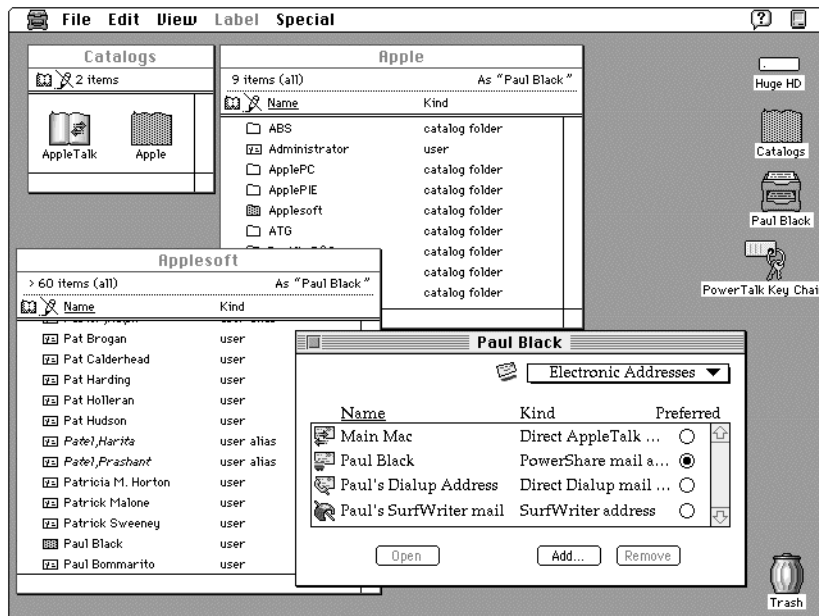 File Edit View Label Special
Catalogs
2 items
AppleTalk Apple
Apple
9 items (all) As "Paul Black"
Name Kind
ABS catalog folder
Administrator user
ApplePC catalog folder
ApplePIE catalog folder
Applesoft catalog folder
ATG catalog folder
catalog folder
catalog folder
catalog folder
Huge HD
Catalogs
Paul Black
PowerTalk Key Chai
Applesoft
> 60 items (all) As "Paul Black"
Name Kind
Pat Brogan user
Pat Calderhead user
Pat Harding user
Pat Holleran user
Pat Hudson user
Patel,Harita user alias
Patel,Prashant user alias
Patricia M. Horton user
Patrick Malone user
Patrick Sweeney user
Paul Black user
Paul Bommarito user
Paul Black
Electronic Addresses
Name Kind Preferred
Main Mac Direct AppleTalk ...
Paul Black PowerShare mail a...
Paul's Dialup Address Direct Dialup mail ...
Paul's SurfWriter mail SurfWriter address
Open Add... Remove
Trash